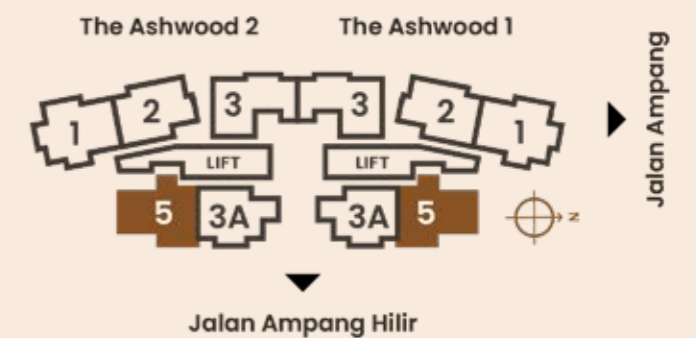 The Ashwood 2 The Ashwood 1
Jalan Ampang
1 2 3 3 2 1
LIFT LIFT
5 3A 3A 5
N
Jalan Ampang Hilir